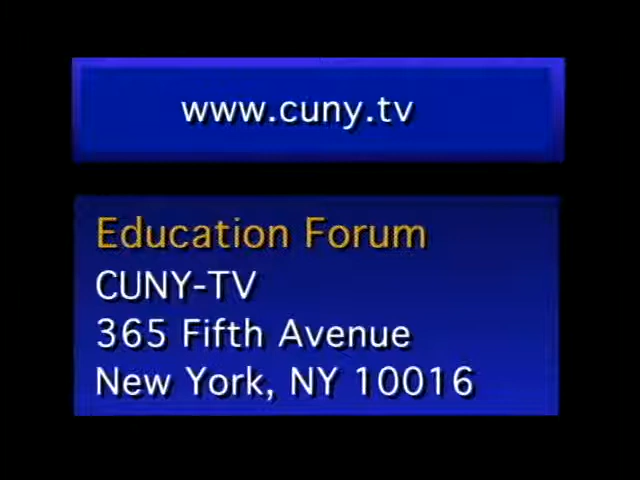 www.cuny.tv
Education Forum
CUNY-TV
365 Fifth Avenue
New York, NY 10016